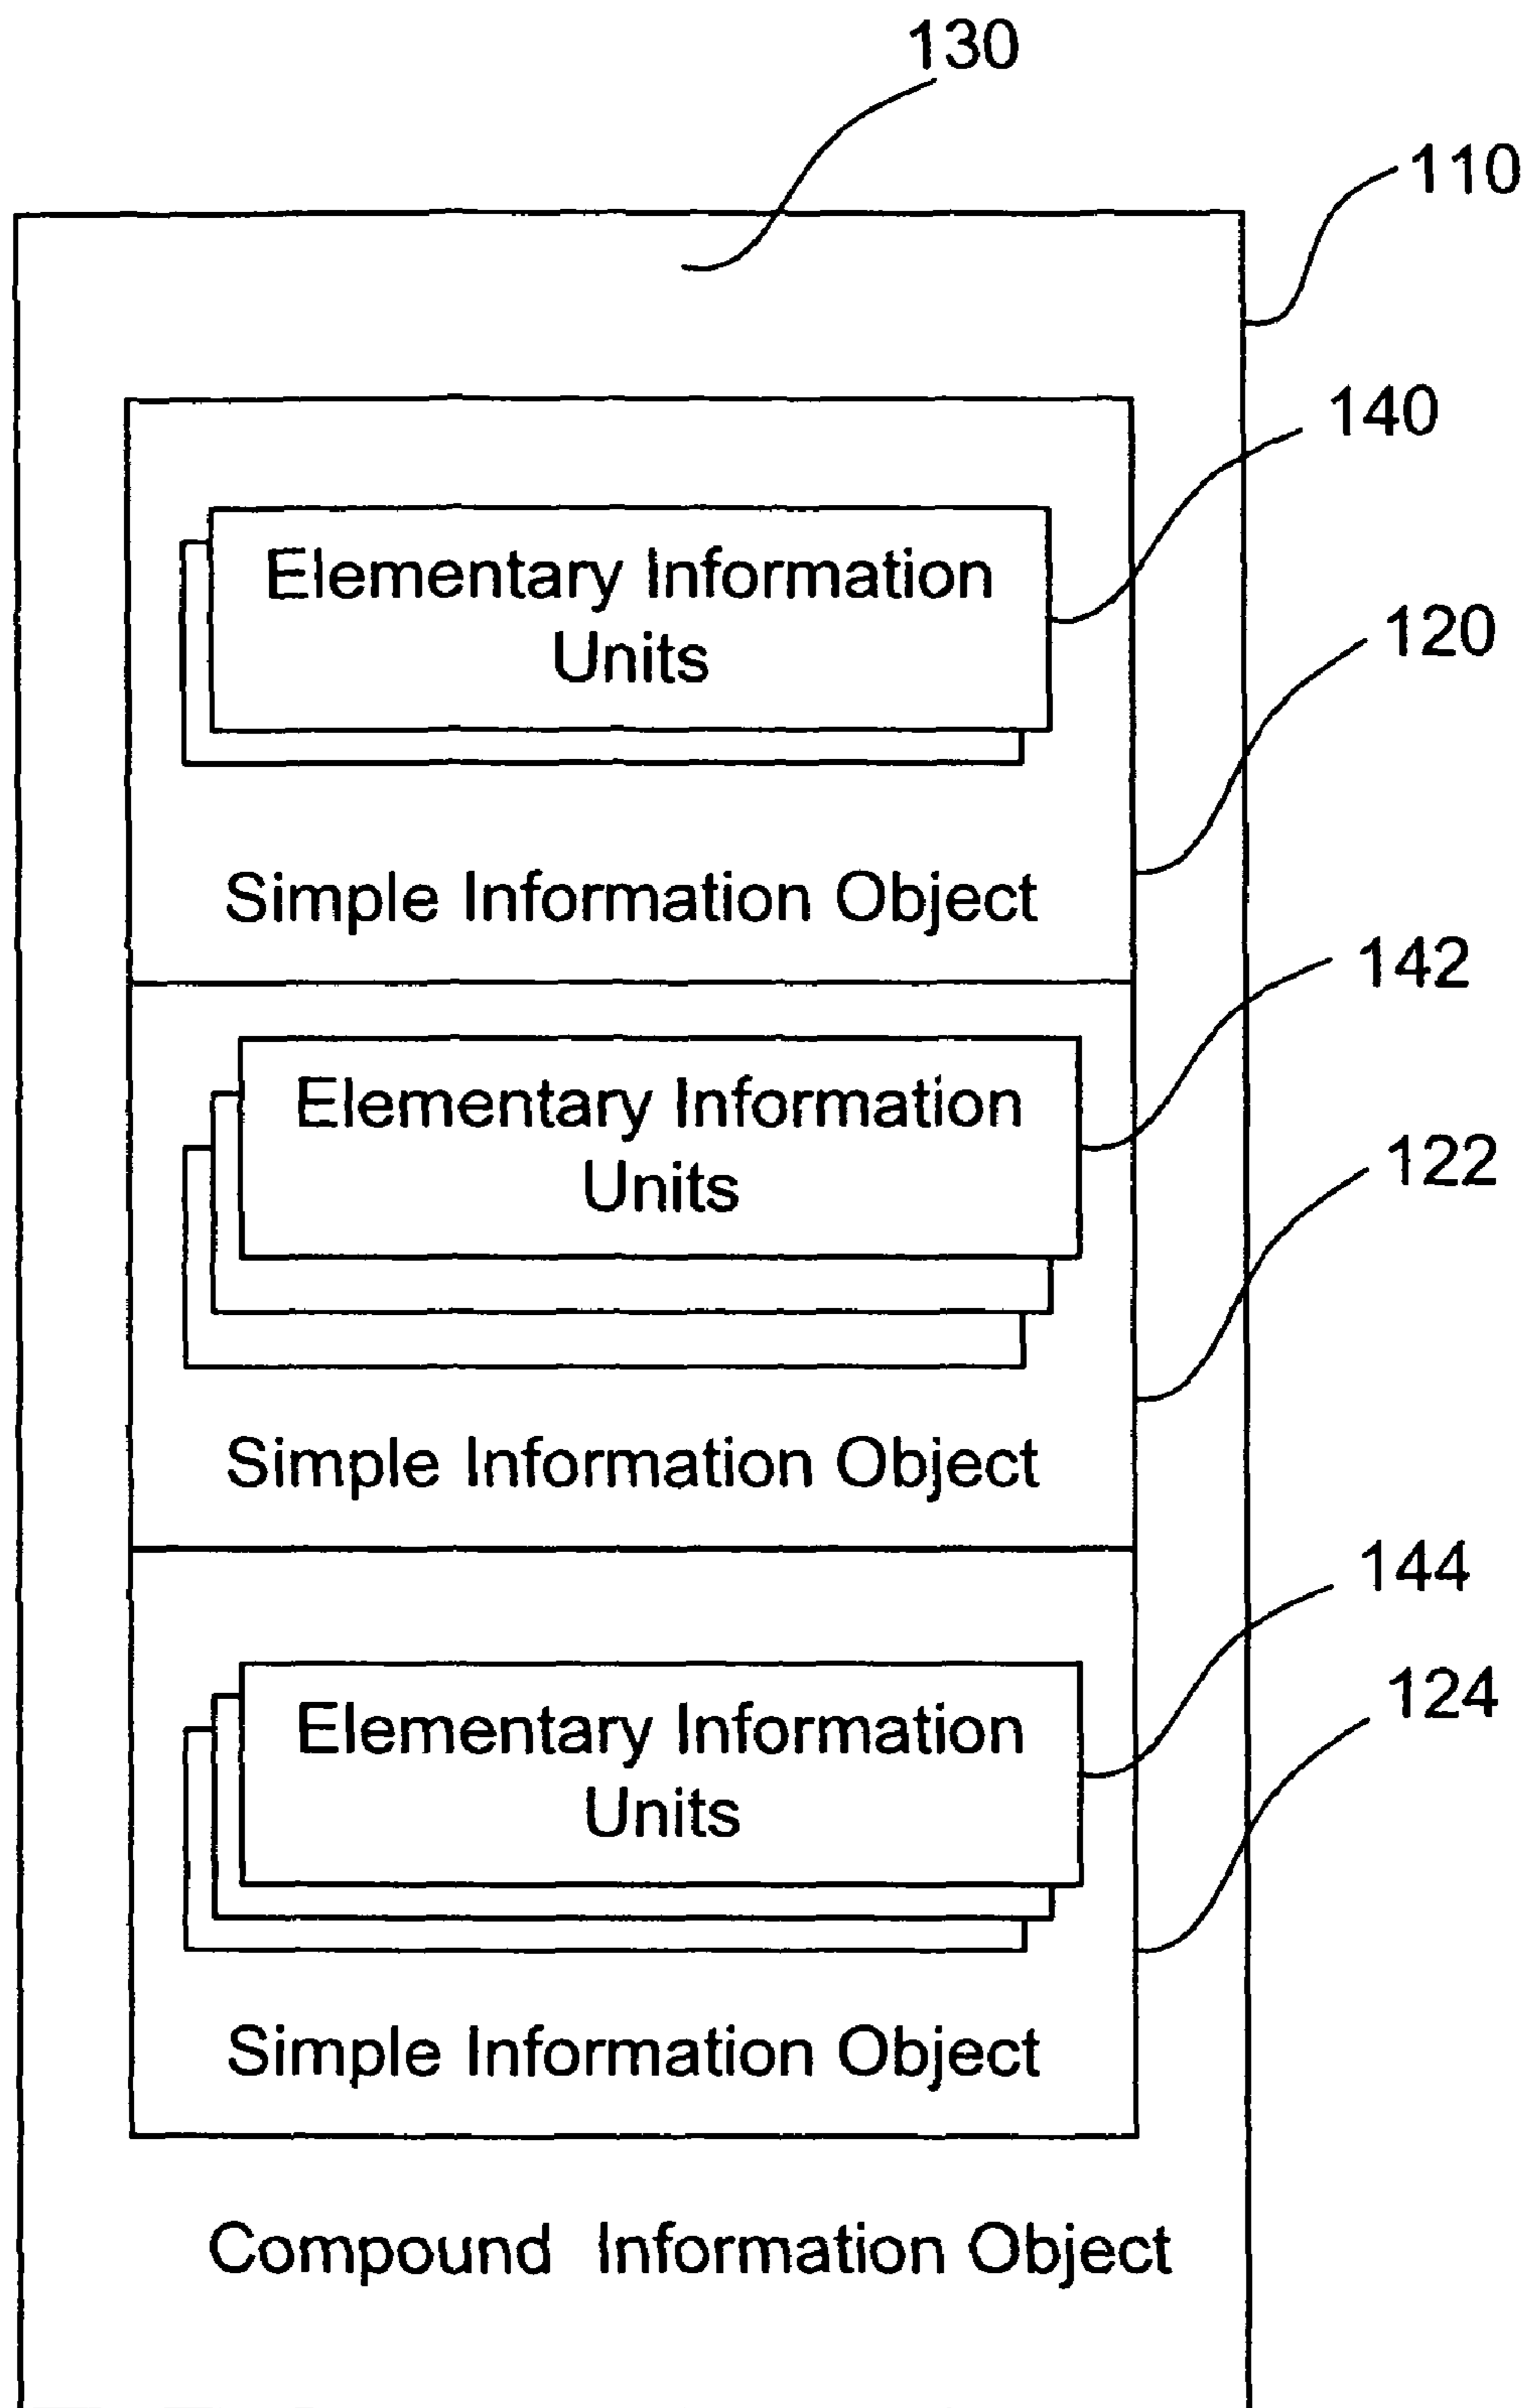 130
110
140
Elementary Information
Units
120
Simple Information Object
142
Elementary Information
Units
122
Simple Information Object
144
Elementary Information
Units
124
Simple Information Object
Compound Information Object